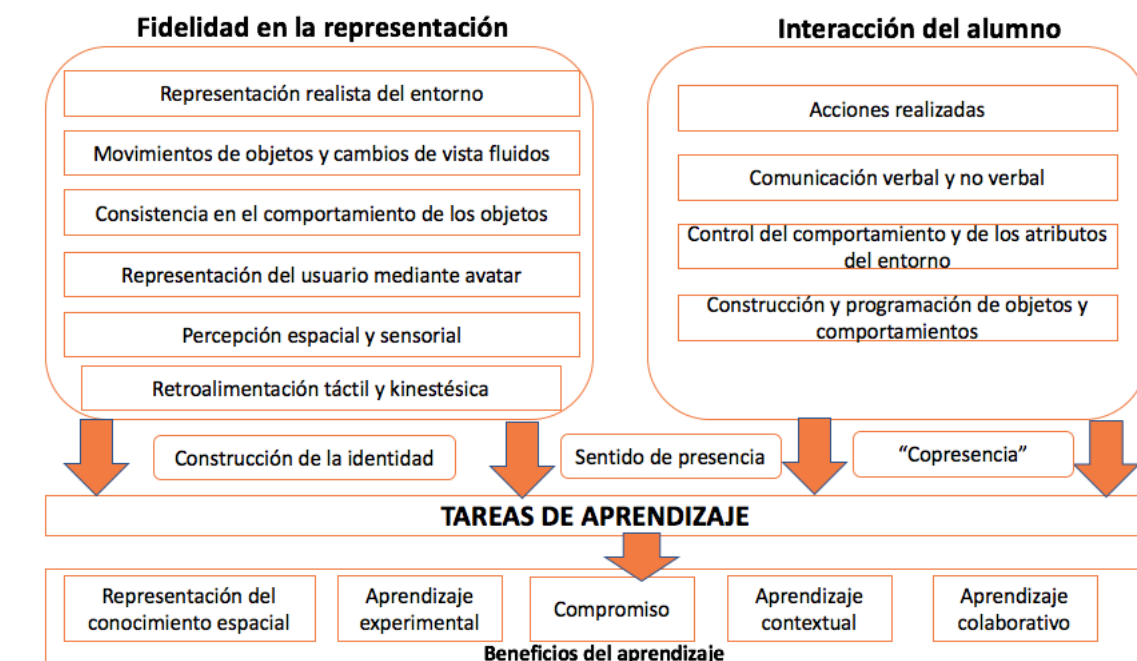 Fidelidad en la representación
Representación realista del entorno
Movimientos de objetos y cambios de vista fluidos
Consistencia en el comportamiento de los objetos
Representación del usuario mediante avatar
Percepción espacial y sensorial
Retroalimentación táctil y kinestésica
Interacción del alumno
Acciones realizadas
Comunicación verbal y no verbal
Control del comportamiento y de los atributos
del entorno
Construcción y programación de objetos y
comportamientos
Construcción de la identidad
Sentido de presencia
“Copresencia”
TAREAS DE APRENDIZAJE
Representación del
conocimiento espacial
Aprendizaje
experimental
Compromiso
Aprendizaje
contextual
Aprendizaje
colaborativo
Beneficios del aprendizaje